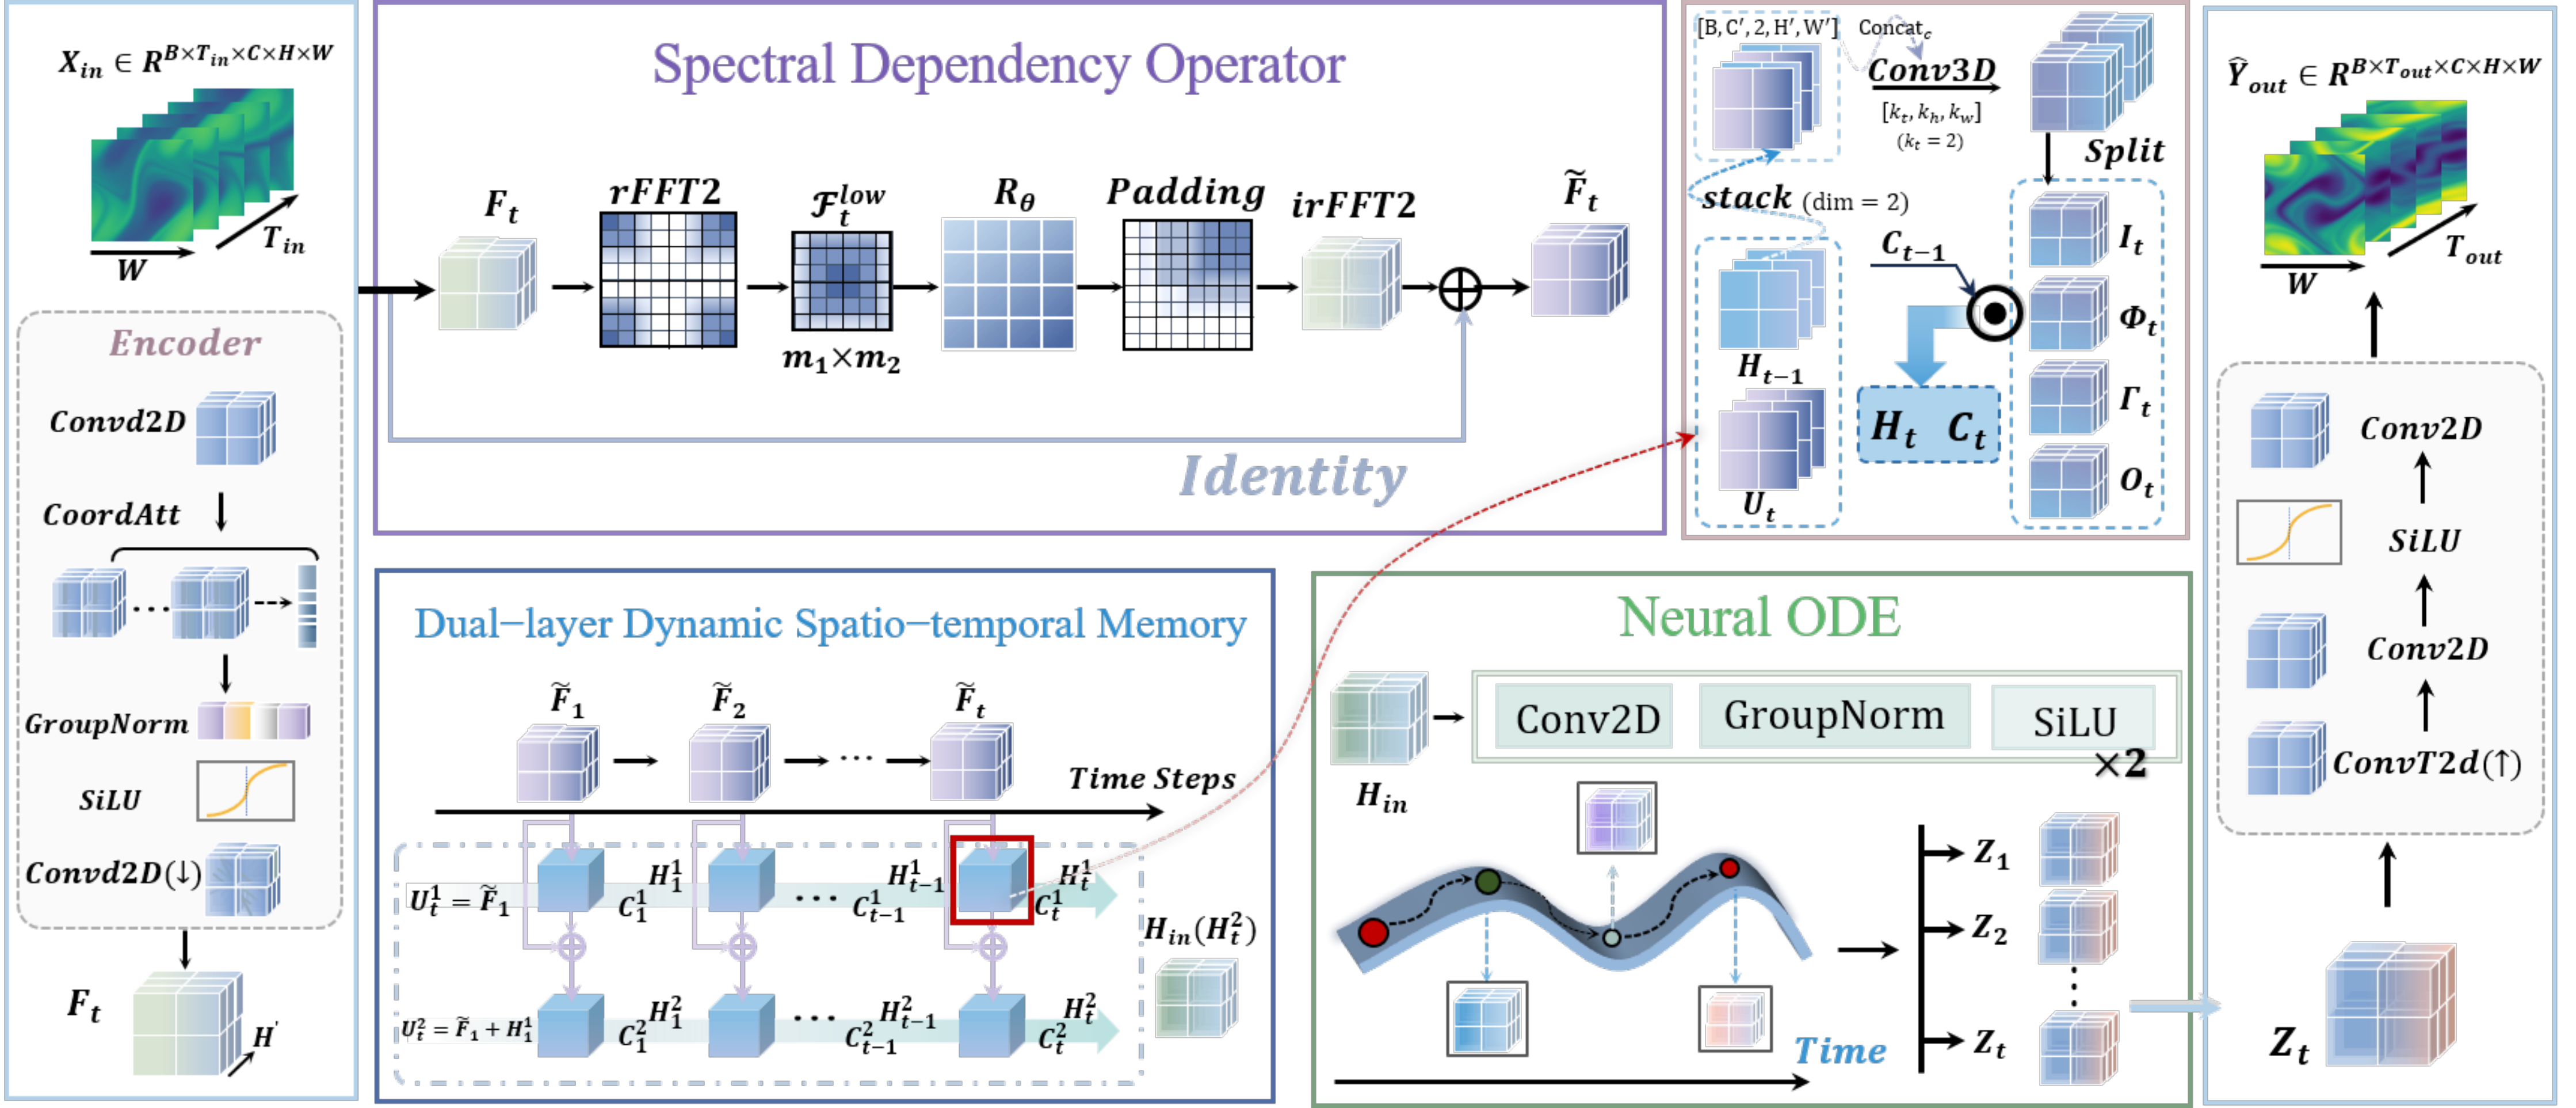 X_in ∈ R^{B×T_in×C×H×W}
T_in
W
Encoder
Convd2D
CoordAtt
GroupNorm
SiLU
Convd2D(↓)
F_t
H'
Spectral Dependency Operator
F_t
rFFT2
ℱ_t^{low}
m_1×m_2
R_θ
Padding
irFFT2
F̃_t
Identity
[B, C′, 2, H′, W′]
Concat_c
Conv3D
[k_t, k_h, k_w]
(k_t = 2)
Split
stack (dim = 2)
C_{t−1}
H_{t−1}
U_t
H_t C_t
I_t
Φ_t
Γ_t
O_t
Dual−layer Dynamic Spatio−temporal Memory
F̃_1
F̃_2
...
F̃_t
Time Steps
U_t^1 = F̃_1
C_1^1
H_1^1
...
C_{t−1}^1
H_{t−1}^1
C_t^1
H_t^1
H_in(H_t^2)
U_t^2 = F̃_1 + H_1^1
C_1^2
H_1^2
...
C_{t−1}^2
H_{t−1}^2
C_t^2
H_t^2
Neural ODE
H_in
Conv2D
GroupNorm
SiLU
×2
Time
Z_1
Z_2
Z_t
Ŷ_out ∈ R^{B×T_out×C×H×W}
T_out
W
Conv2D
SiLU
Conv2D
ConvT2d(↑)
Z_t